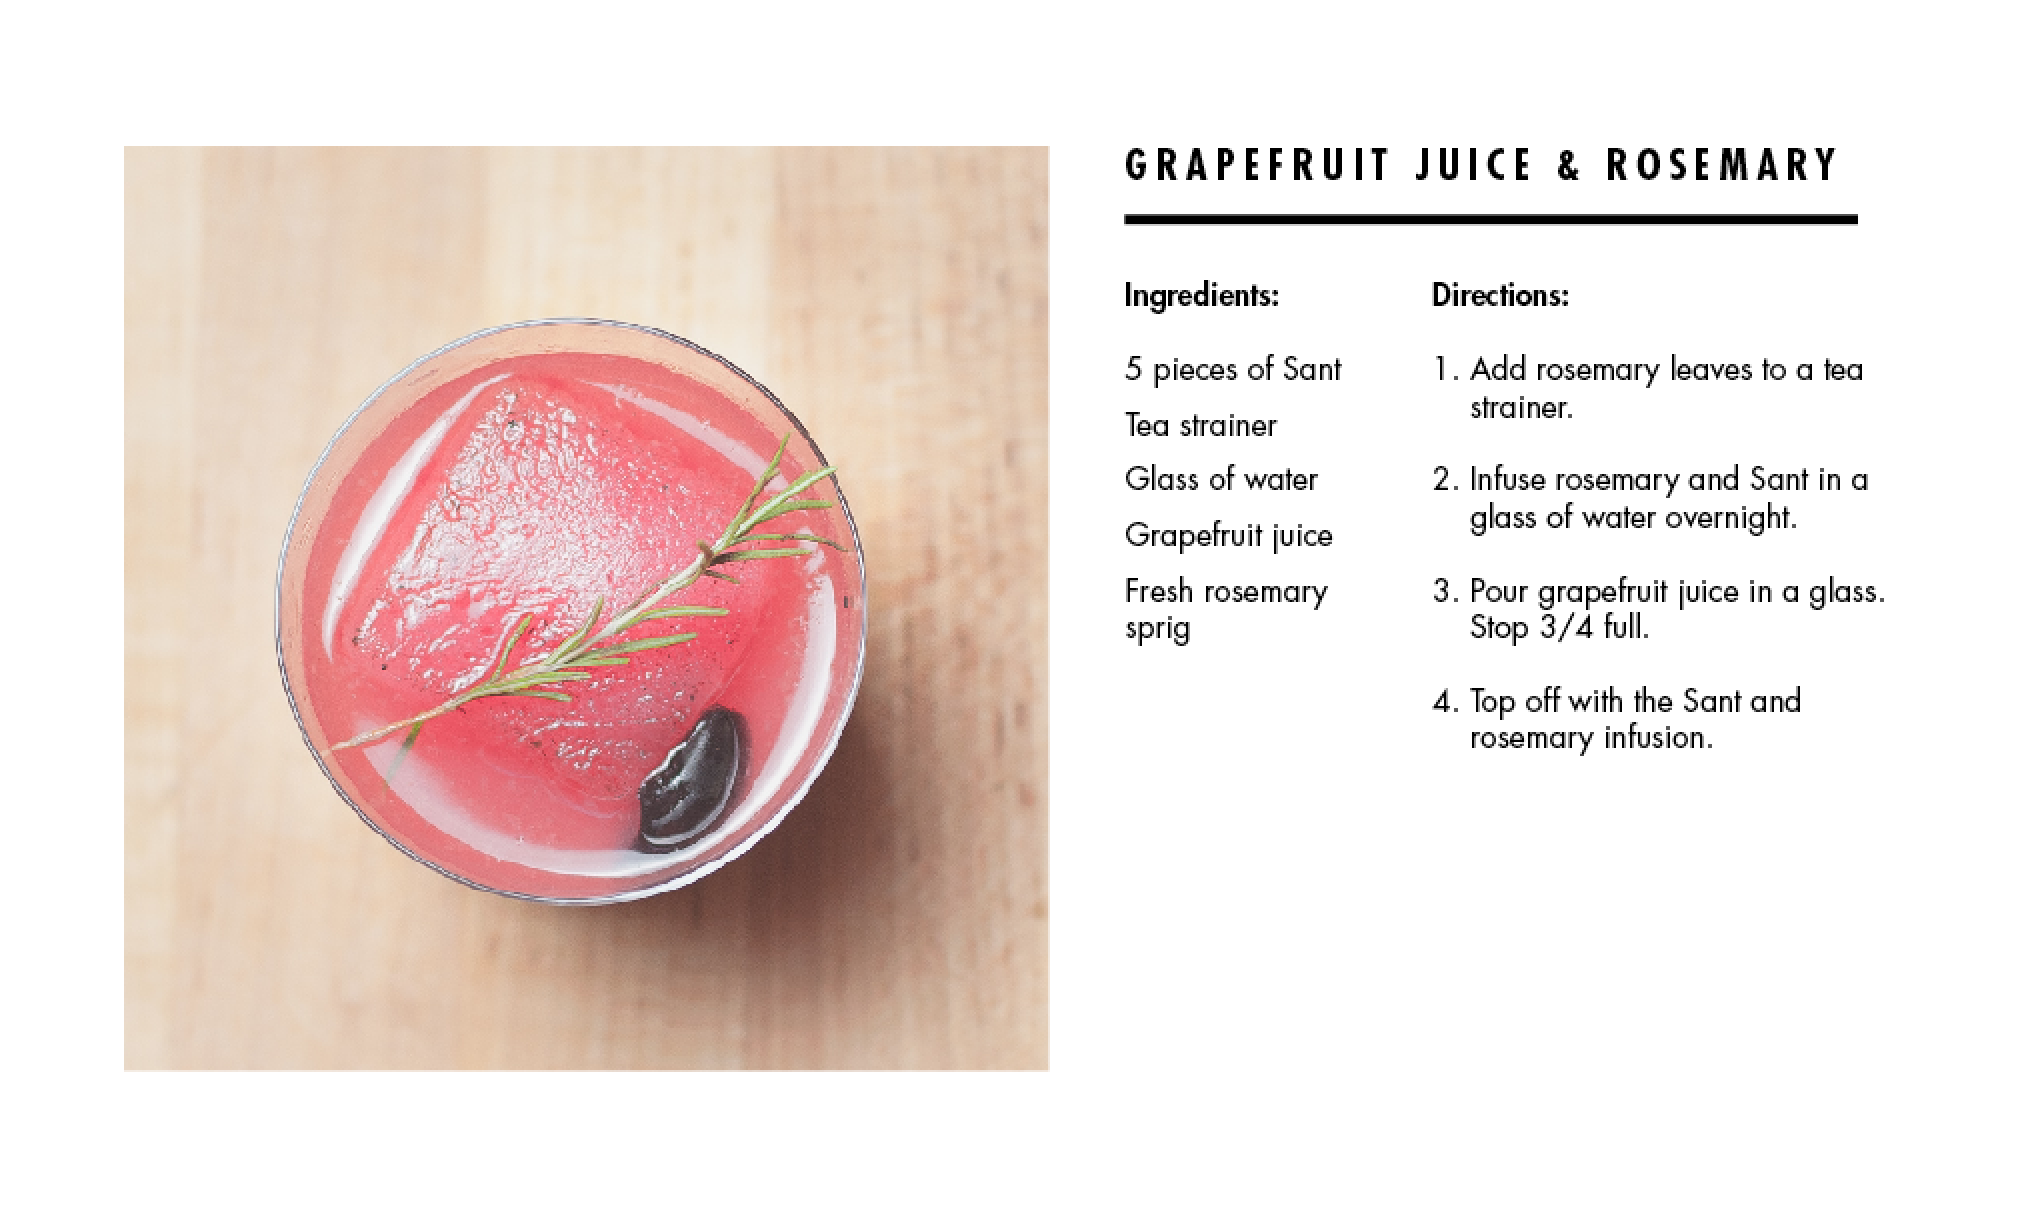 GRAPEFRUIT JUICE & ROSEMARY
Ingredients:
5 pieces of Sant
Tea strainer
Glass of water
Grapefruit juice
Fresh rosemary
sprig
Directions:
1. Add rosemary leaves to a tea
strainer.
2. Infuse rosemary and Sant in a
glass of water overnight.
3. Pour grapefruit juice in a glass.
Stop 3/4 full.
4. Top off with the Sant and
rosemary infusion.